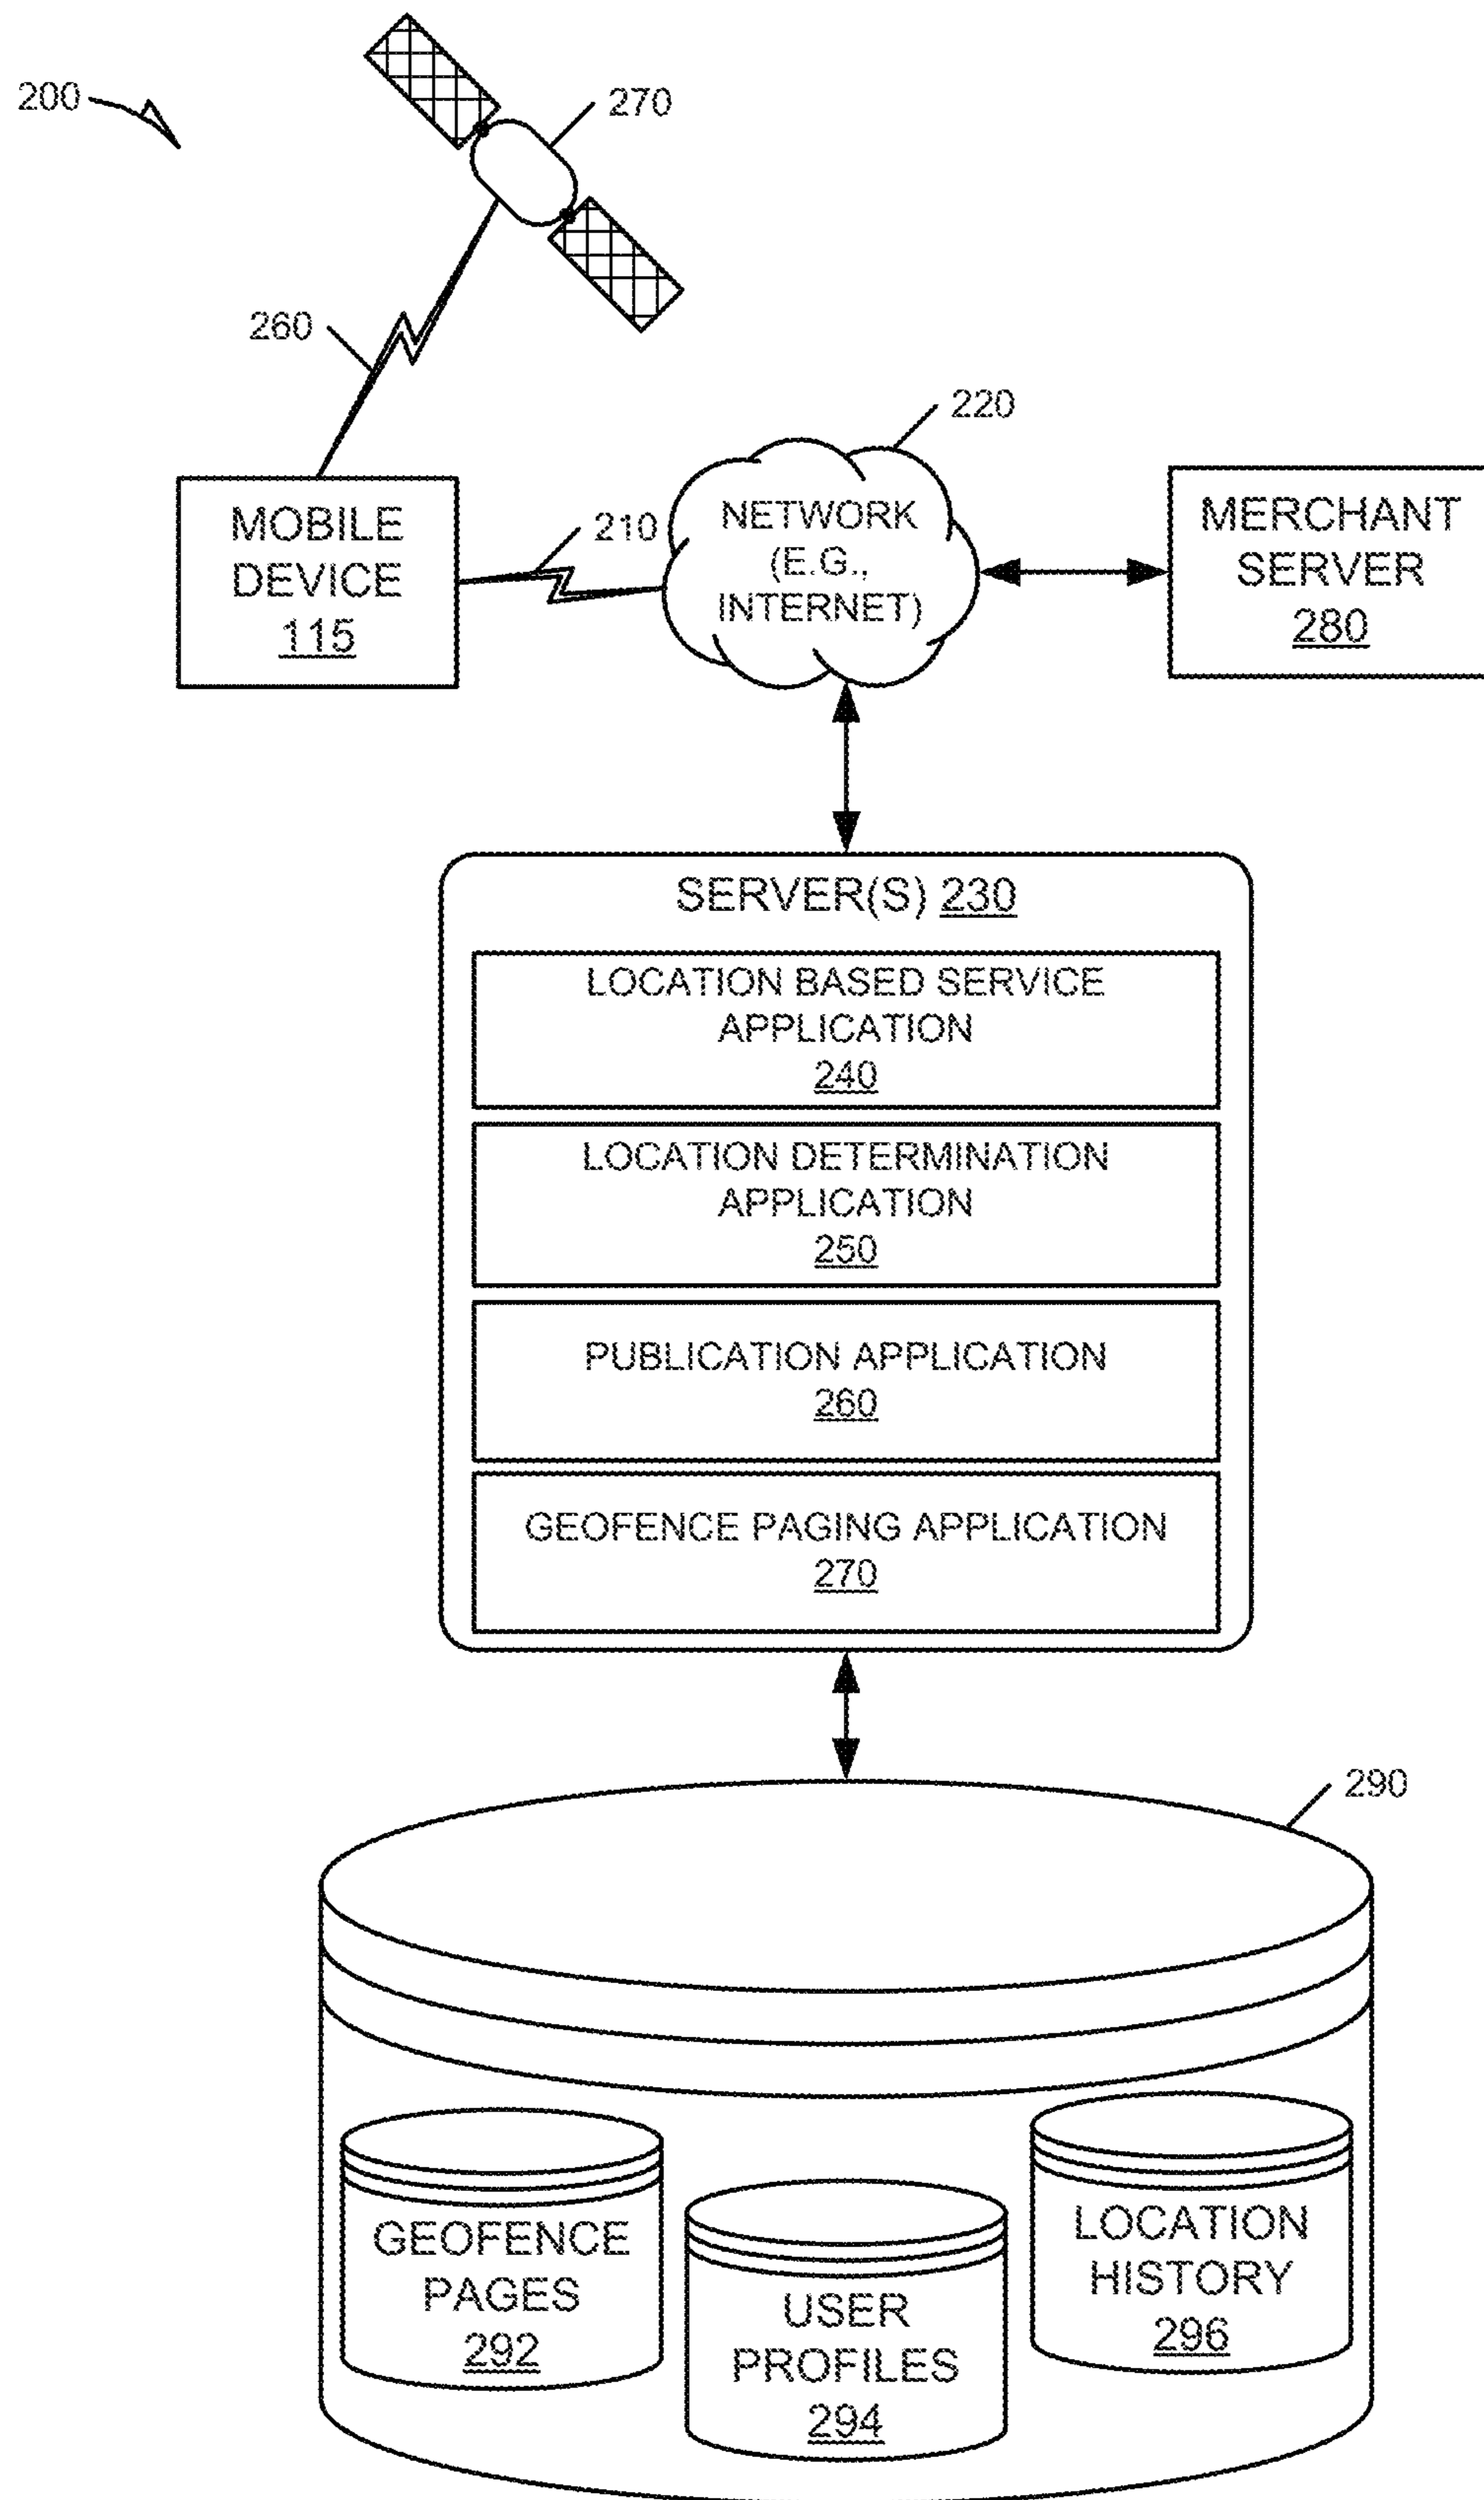 200
270
260
220
MOBILE
DEVICE
115
210
NETWORK
(E.G.,
INTERNET)
MERCHANT
SERVER
280
SERVER(S) 230
LOCATION BASED SERVICE
APPLICATION
240
LOCATION DETERMINATION
APPLICATION
250
PUBLICATION APPLICATION
260
GEOFENCE PAGING APPLICATION
270
290
GEOFENCE
PAGES
292
USER
PROFILES
294
LOCATION
HISTORY
296